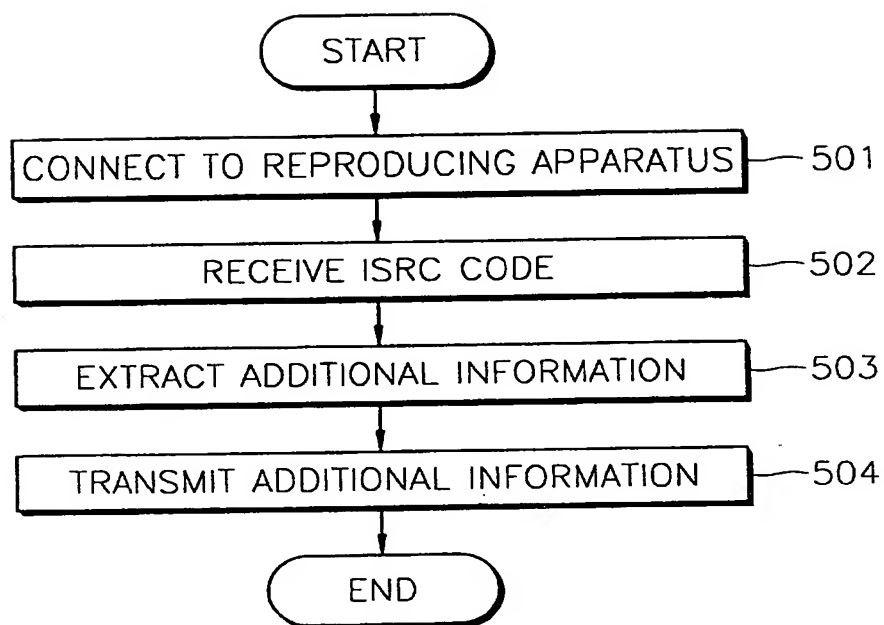 START
CONNECT TO REPRODUCING APPARATUS 501
RECEIVE ISRC CODE 502
EXTRACT ADDITIONAL INFORMATION 503
TRANSMIT ADDITIONAL INFORMATION 504
END